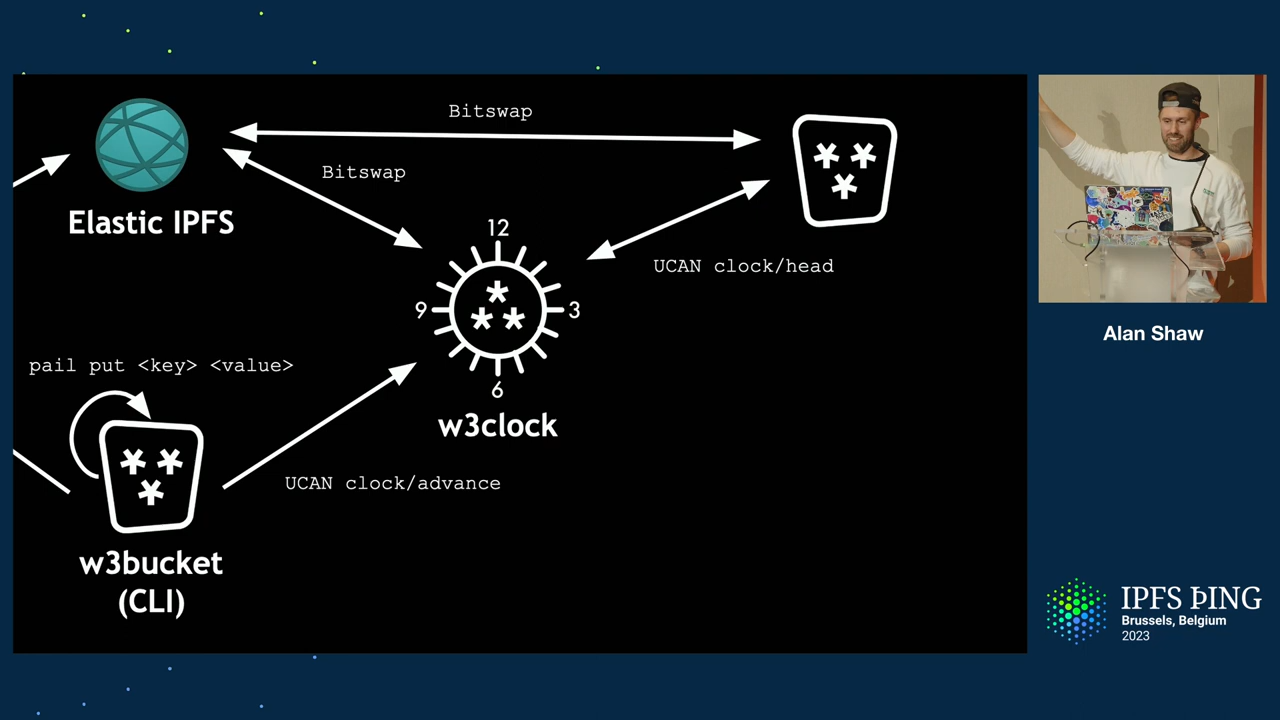 Bitswap
Bitswap
Elastic IPFS
12
UCAN clock/head
9
3
pail put <key> <value>
6
w3clock
UCAN clock/advance
w3bucket
(CLI)
Alan Shaw
IPFS ÞING
Brussels, Belgium
2023